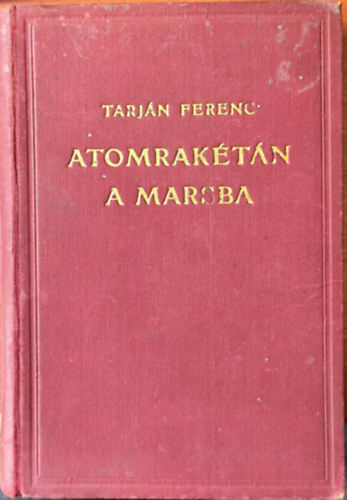 TARJÁN FERENC
ATOMRAKÉTÁN
A MARSBA